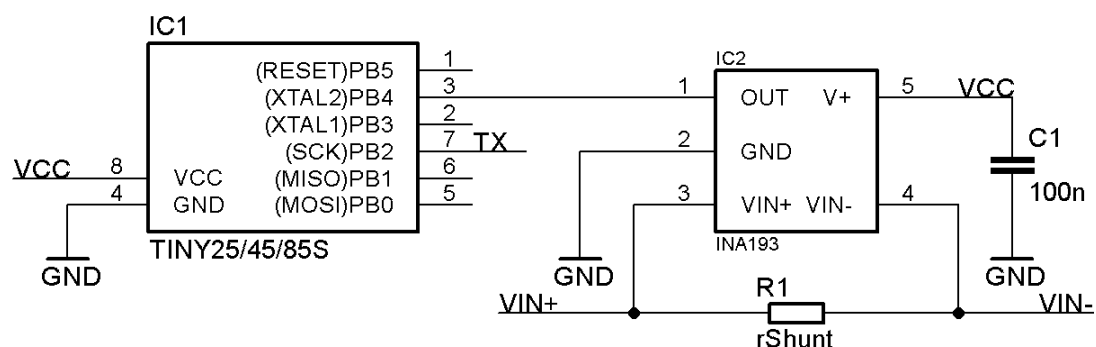 IC1
(RESET)PB5 1
(XTAL2)PB4 3
(XTAL1)PB3 2
(SCK)PB2 7 TX
(MISO)PB1 6
(MOSI)PB0 5
VCC 8 VCC
4 GND
GND
TINY25/45/85S
IC2
1 OUT V+ 5 VCC
2 GND
3 VIN+ VIN- 4
INA193
GND
C1
100n
GND
VIN+ R1 VIN-
rShunt